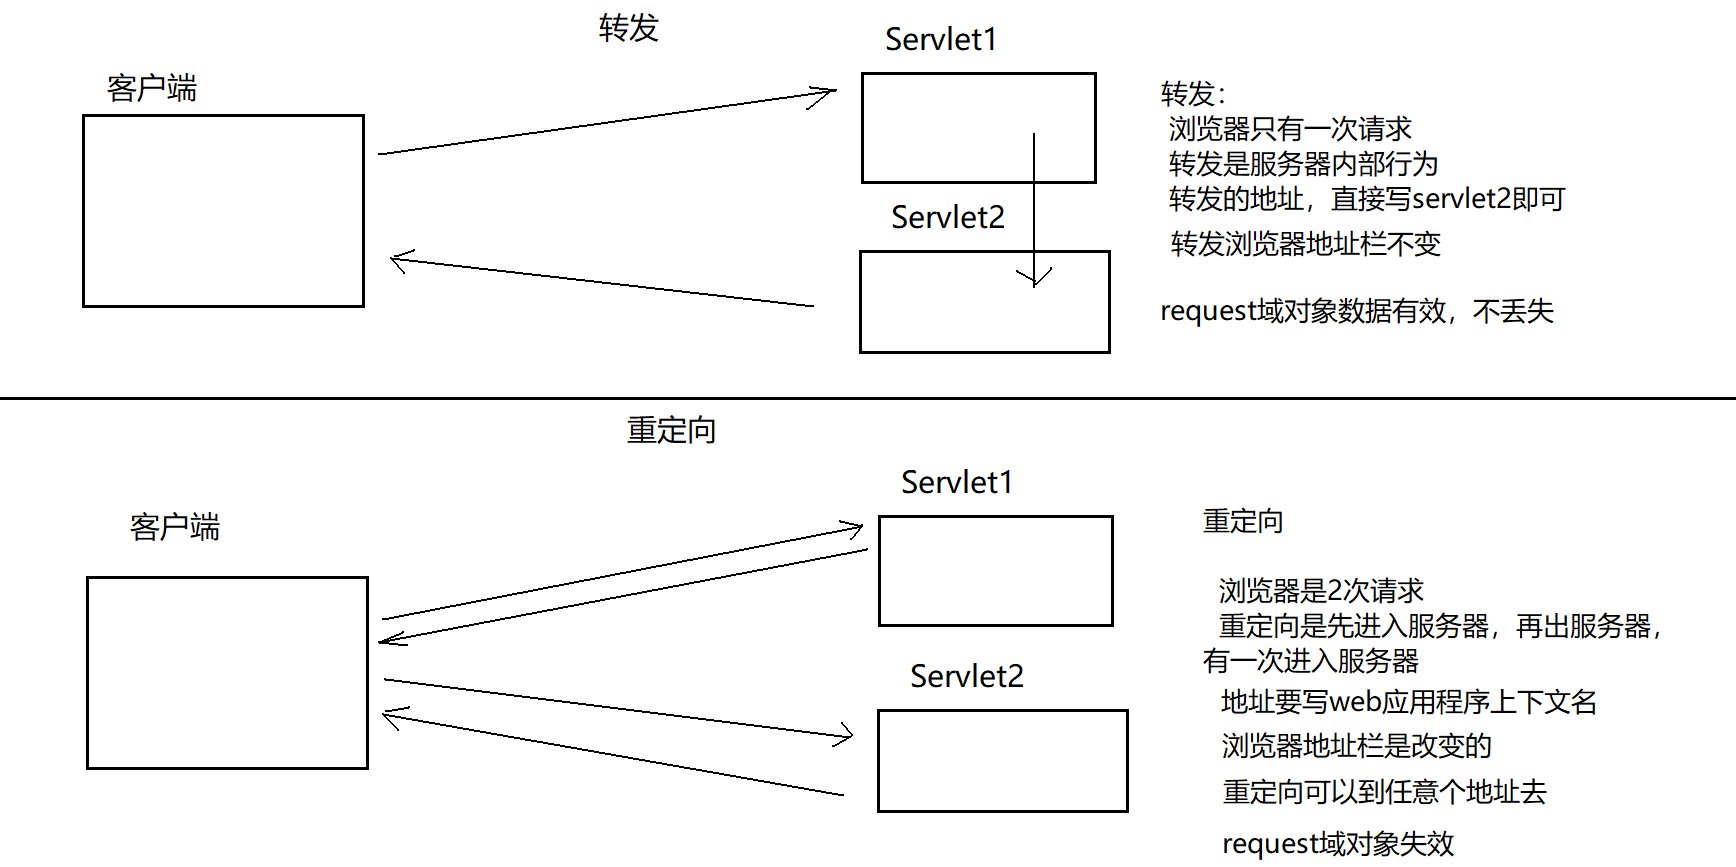 转发
客户端
Servlet1
Servlet2
转发：
浏览器只有一次请求
转发是服务器内部行为
转发的地址，直接写servlet2即可
转发浏览器地址栏不变
request域对象数据有效，不丢失
重定向
客户端
Servlet1
Servlet2
重定向
浏览器是2次请求
重定向是先进入服务器，再出服务器，
有一次进入服务器
地址要写web应用程序上下文名
浏览器地址栏是改变的
重定向可以到任意个地址去
request域对象失效